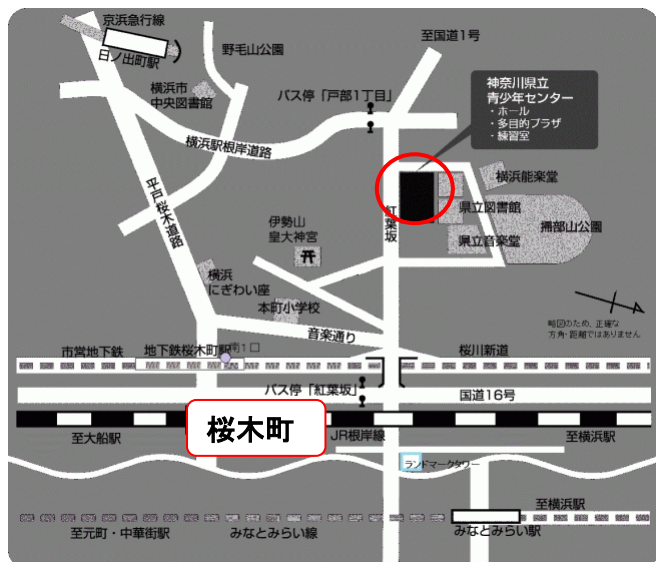 京浜急行線
日ノ出町駅
野毛山公園
至国道1号
横浜市
中央図書館
バス停「戸部1丁目」
神奈川県立
青少年センター
・ホール
・多目的プラザ
・練習室
横浜駅根岸道路
横浜能楽堂
平戸桜木道路
紅葉坂
県立図書館
掃部山公園
伊勢山
皇大神宮
県立音楽堂
横浜
にぎわい座
本町小学校
音楽通り
略図のため、正確な
方角・距離ではありません
市営地下鉄
地下鉄桜木町駅
南1口
桜川新道
バス停「紅葉坂」
国道16号
桜木町
至大船駅
JR根岸線
至横浜駅
ランドマークタワー
至横浜駅
至元町・中華街駅
みなとみらい線
みなとみらい駅